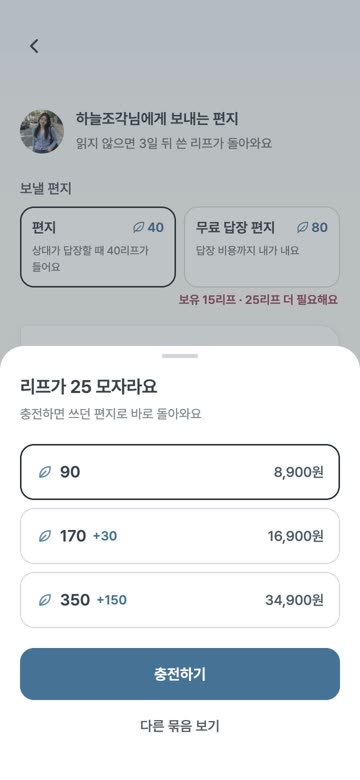 하늘조각님에게 보내는 편지
읽지 않으면 3일 뒤 쓴 리프가 돌아와요
보낼 편지
편지 40
상대가 답장할 때 40리프가
들어요
무료 답장 편지 80
답장 비용까지 내가 내요
보유 15리프 · 25리프 더 필요해요
리프가 25 모자라요
충전하면 쓰던 편지로 바로 돌아와요
90 8,900원
170 +30 16,900원
350 +150 34,900원
충전하기
다른 묶음 보기